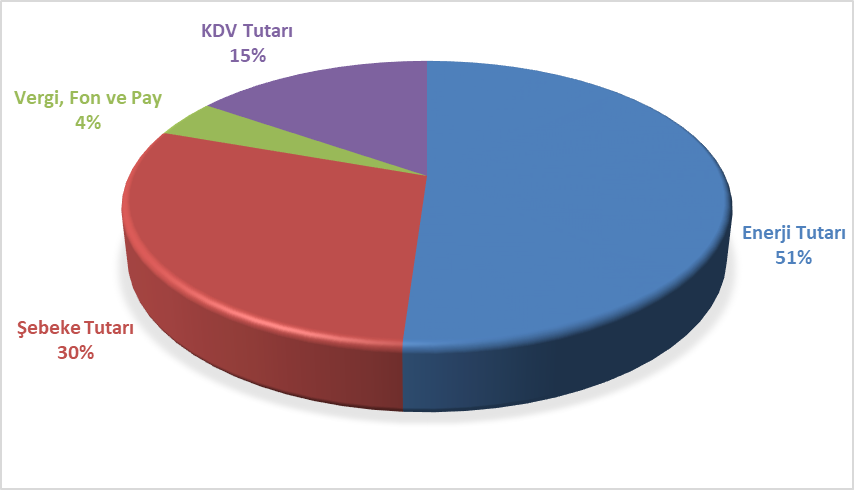 KDV Tutarı
15%
Vergi, Fon ve Pay
4%
Enerji Tutarı
51%
Şebeke Tutarı
30%